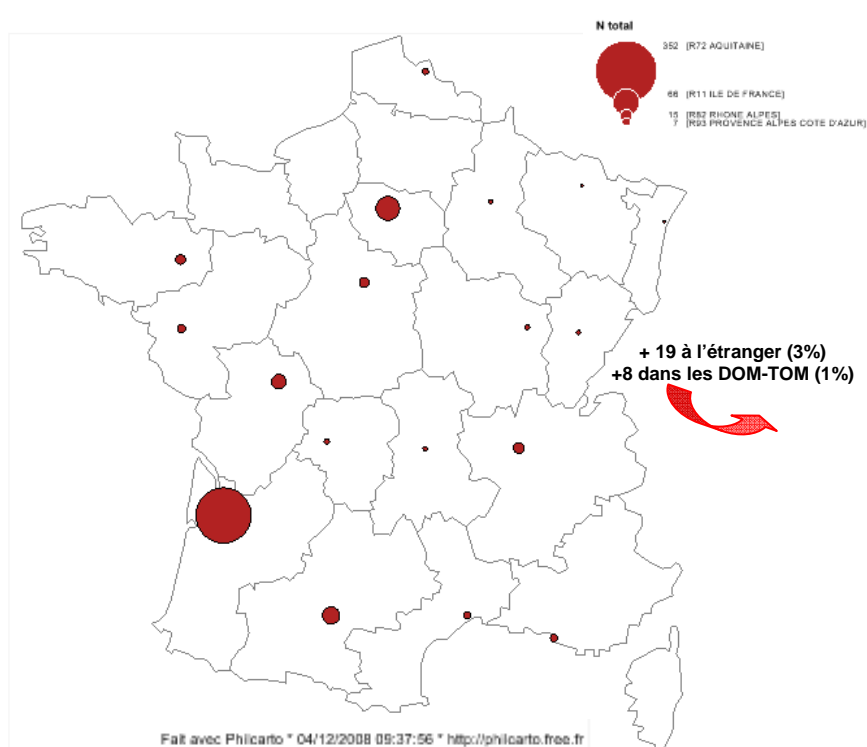 N total
352 [R72 AQUITAINE]
66 [R11 ILE DE FRANCE]
15 [R82 RHONE ALPES]
7 [R93 PROVENCE ALPES COTE D'AZUR]
+ 19 à l'étranger (3%)
+8 dans les DOM-TOM (1%)
Fait avec Philcarto * 04/12/2008 09:37:56 * http://philcarto.free.fr